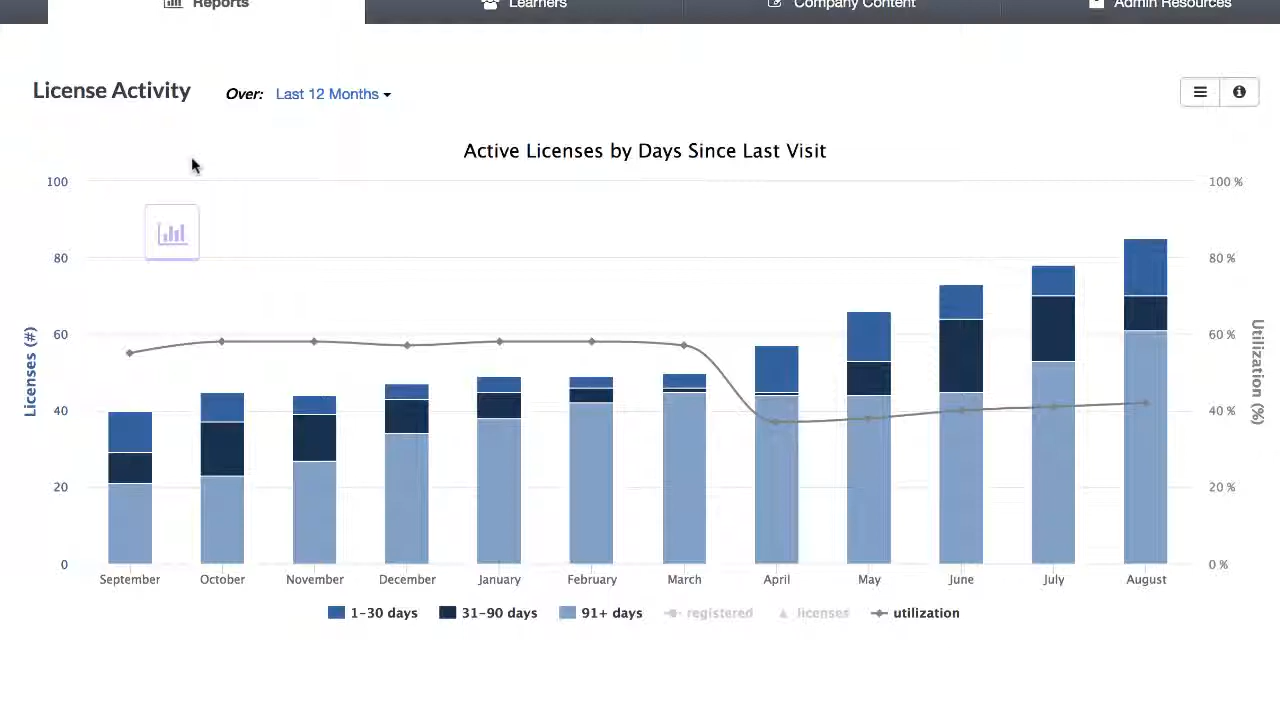 Reports Learners Company Content Admin Resources
License Activity Over: Last 12 Months
Active Licenses by Days Since Last Visit
100 100 %
80 80 %
60 60 %
40 40 %
20 20 %
0 0 %
Licenses (#)
Utilization (%)
September October November December January February March April May June July August
1-30 days 31-90 days 91+ days registered licenses utilization